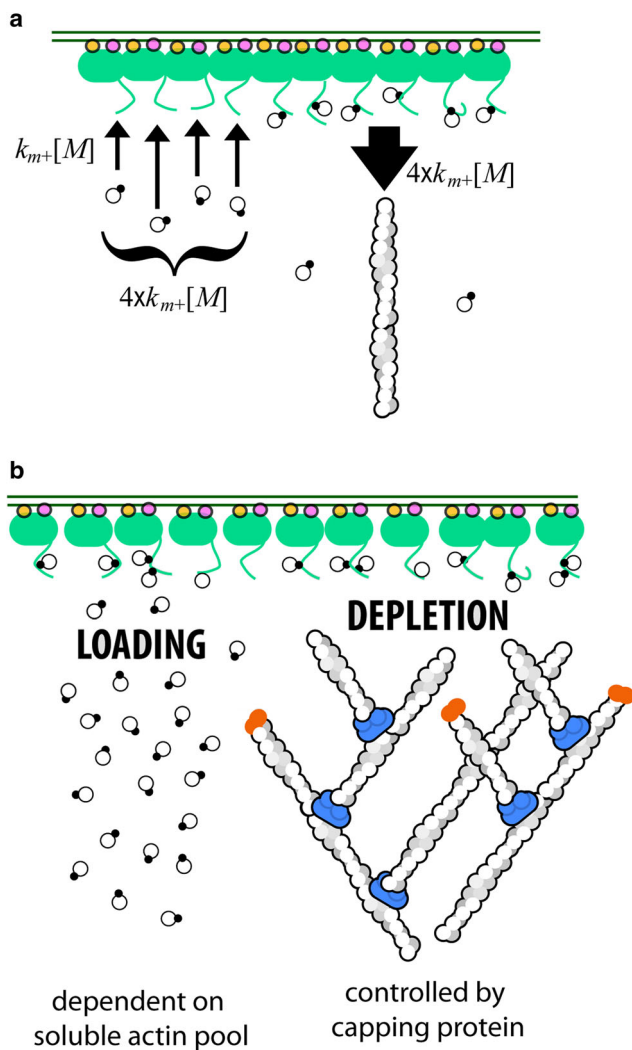 a
k_{m+}[M]
4xk_{m+}[M]
4xk_{m+}[M]
b
LOADING
DEPLETION
dependent on
soluble actin pool
controlled by
capping protein